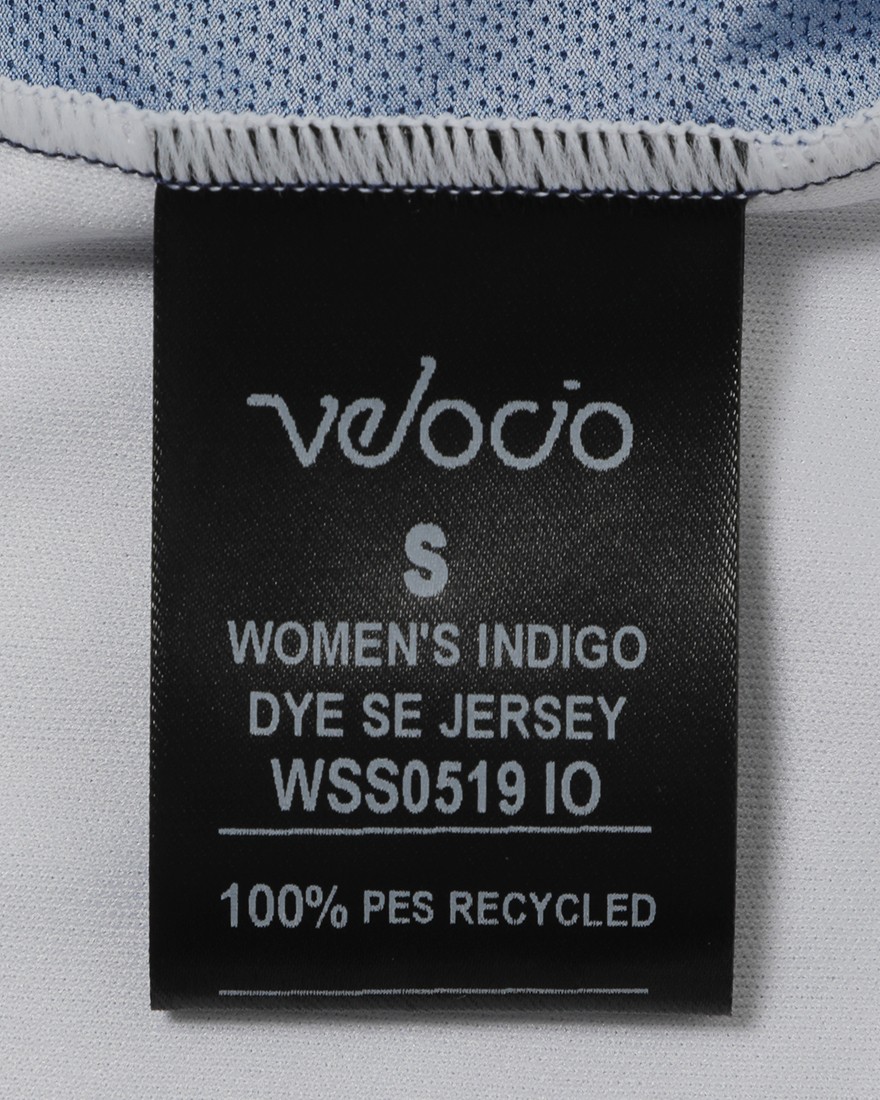 velocio
S
WOMEN'S INDIGO
DYE SE JERSEY
WSS0519 IO
100% PES RECYCLED